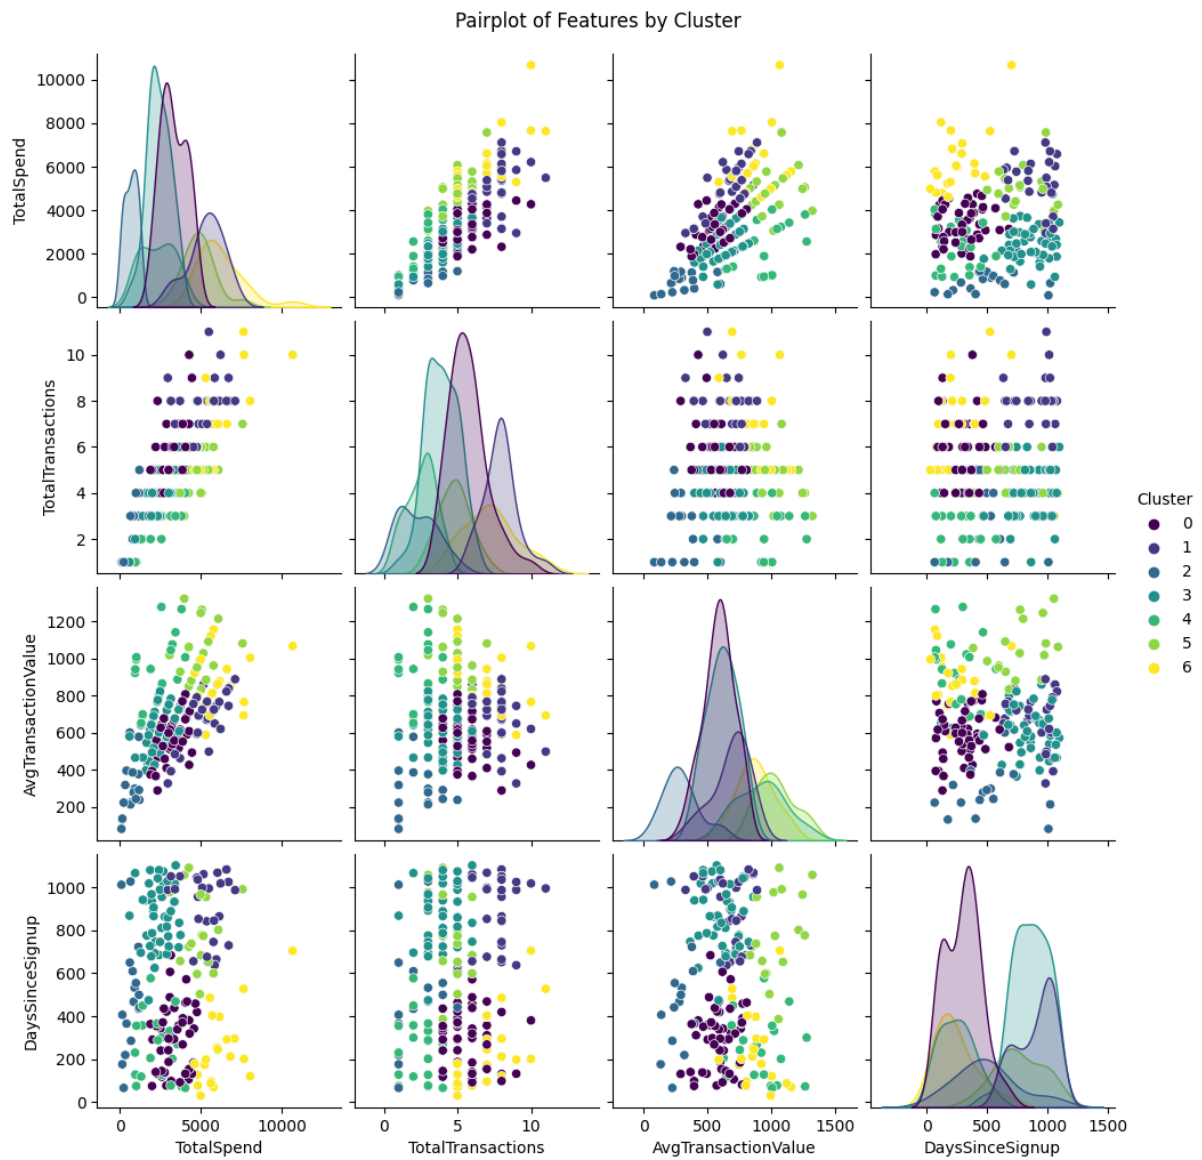 Pairplot of Features by Cluster
TotalSpend
10000
8000
6000
4000
2000
0
TotalTransactions
10
8
6
4
2
AvgTransactionValue
1200
1000
800
600
400
200
DaysSinceSignup
1000
800
600
400
200
0
0 5000 10000
TotalSpend
0 5 10
TotalTransactions
0 500 1000 1500
AvgTransactionValue
0 500 1000 1500
DaysSinceSignup
Cluster
0
1
2
3
4
5
6